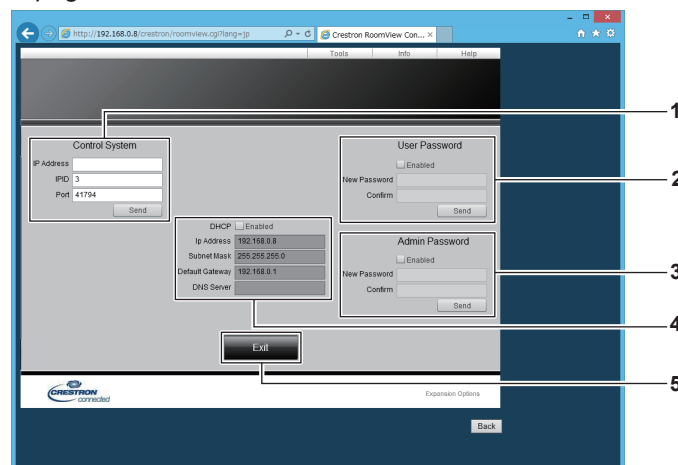 http://192.168.0.8/crestron/roomview.cgi?lang=jp
Crestron RoomView Con...
Tools Info Help
1
Control System
IP Address
IPID 3
Port 41794
Send
User Password
Enabled
New Password
Confirm
Send
2
DHCP Enabled
Ip Address 192.168.0.8
Subnet Mask 255.255.255.0
Default Gateway 192.168.0.1
DNS Server
Admin Password
Enabled
New Password
Confirm
Send
3
4
Exit
5
CRESTRON
connected
Expansion Options
Back